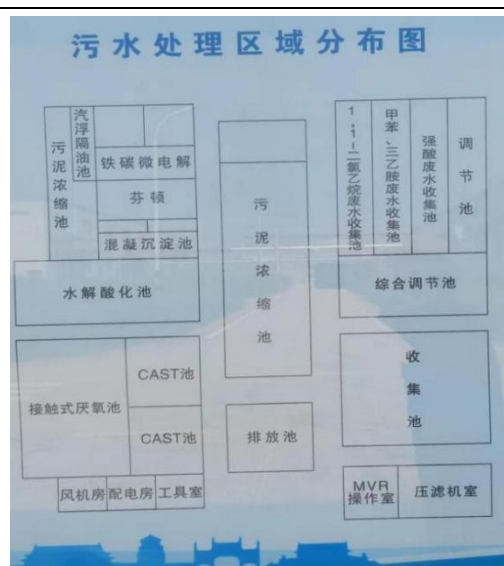 污水处理区域分布图
污泥浓缩池
汽浮隔油池
铁碳微电解
芬顿
混凝沉淀池
水解酸化池
接触式厌氧池
CAST池
CAST池
风机房
配电房
工具室
污泥浓缩池
排放池
1,1-二氯乙烷废水收集池
甲苯、三乙胺废水收集池
强酸废水收集池
调节池
综合调节池
收集池
MVR
操作室
压滤机室